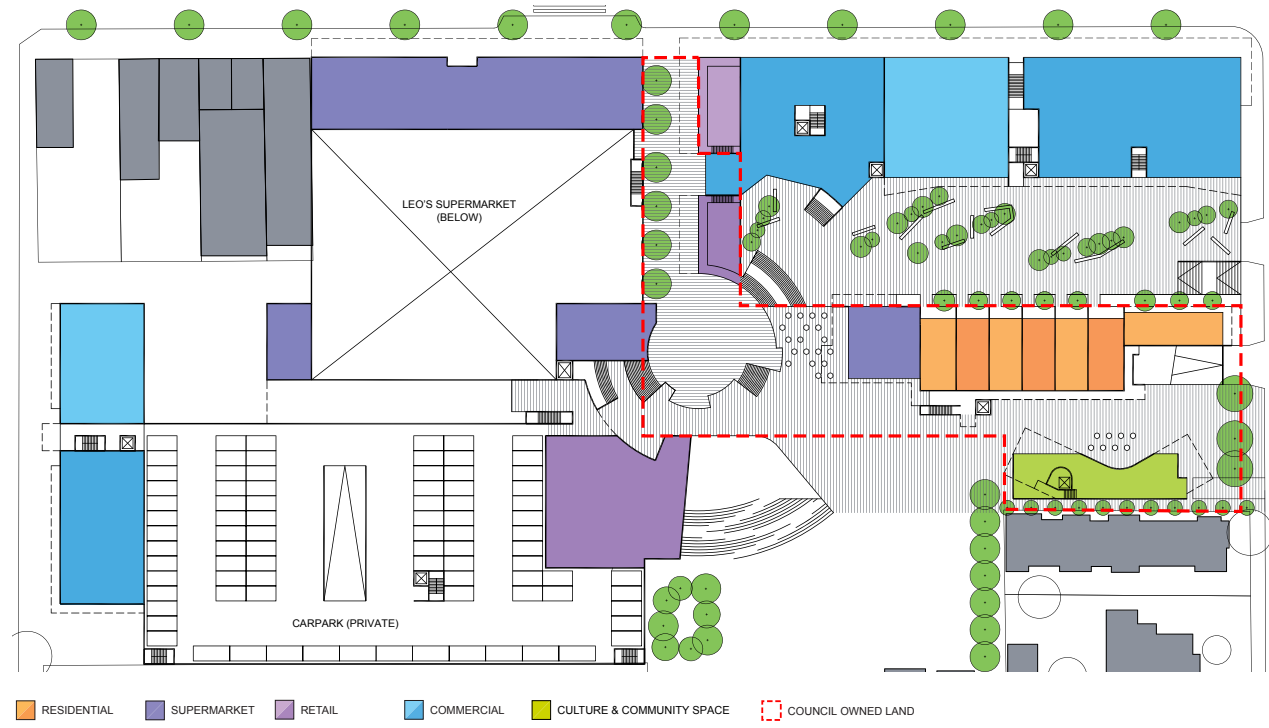 LEO'S SUPERMARKET
(BELOW)
CARPARK (PRIVATE)
RESIDENTIAL
SUPERMARKET
RETAIL
COMMERCIAL
CULTURE & COMMUNITY SPACE
COUNCIL OWNED LAND